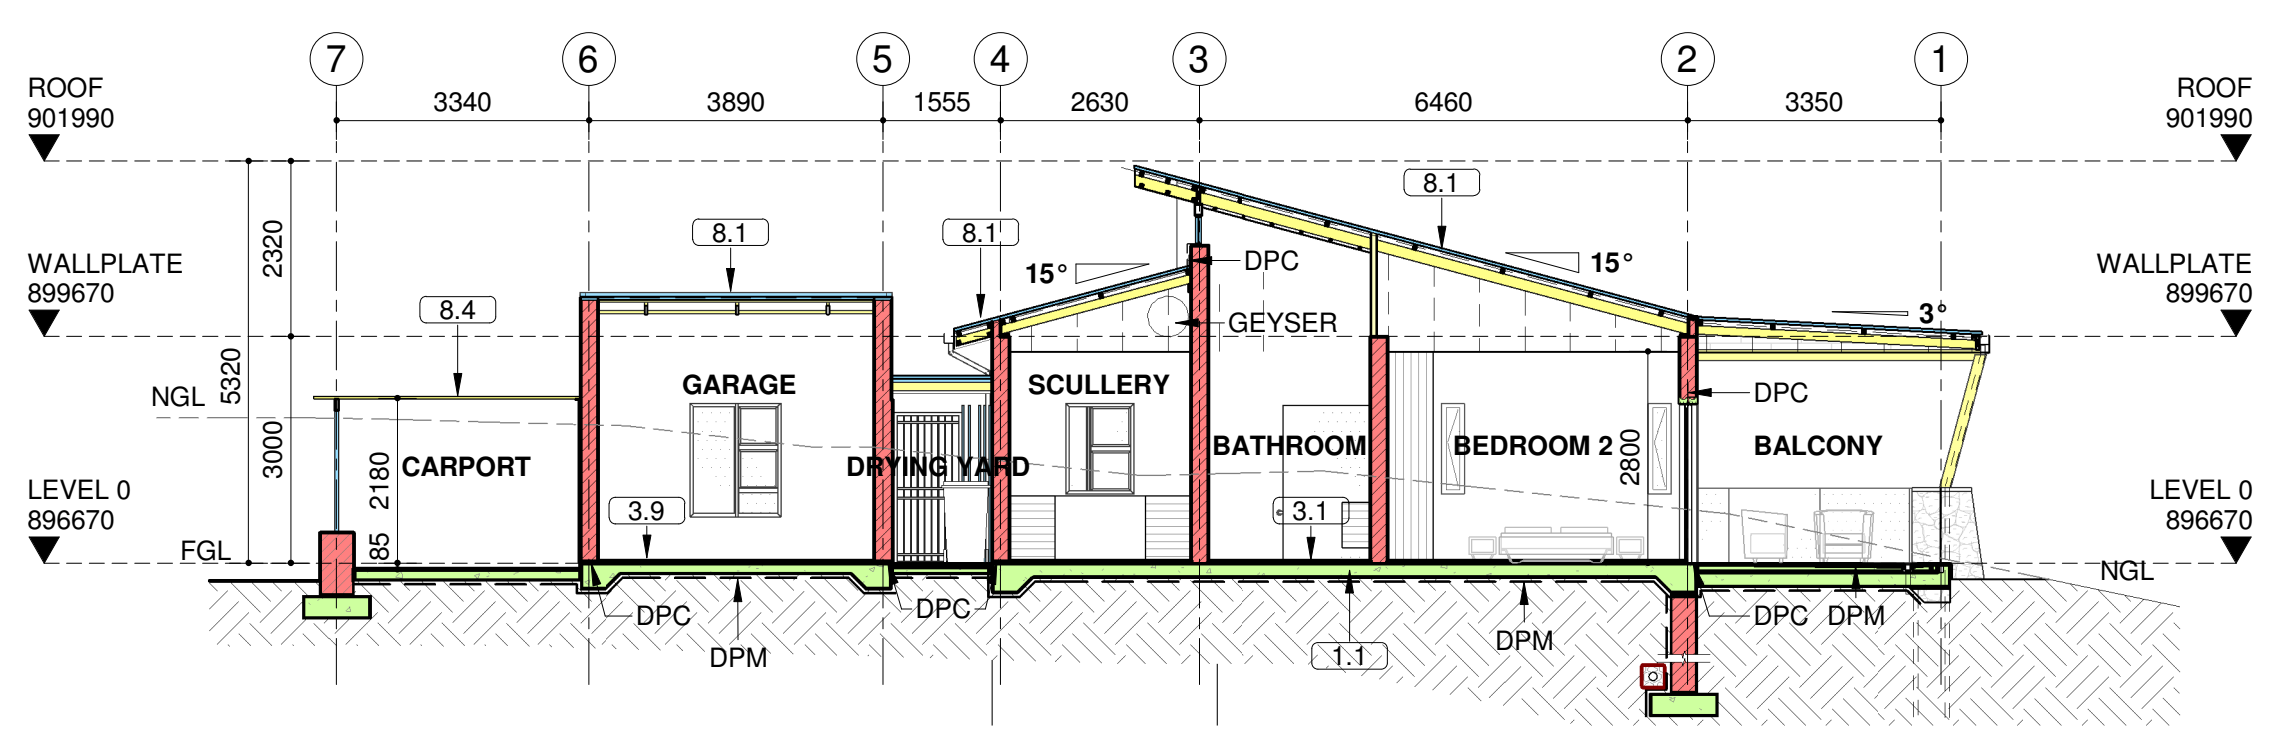 7 6 5 4 3 2 1
ROOF
901990
3340 3890 1555 2630 6460 3350
ROOF
901990
8.1
8.1
8.1
2320
WALLPLATE
899670
15°
DPC
15°
WALLPLATE
899670
8.4
GEYSER
3°
5320
NGL
GARAGE
SCULLERY
DPC
3000
2180
CARPORT
DRYING YARD
BATHROOM
BEDROOM 2
2800
BALCONY
LEVEL 0
896670
3.9
3.1
LEVEL 0
896670
FGL
85
NGL
DPC
DPC
DPC
DPM
DPM
DPM
1.1